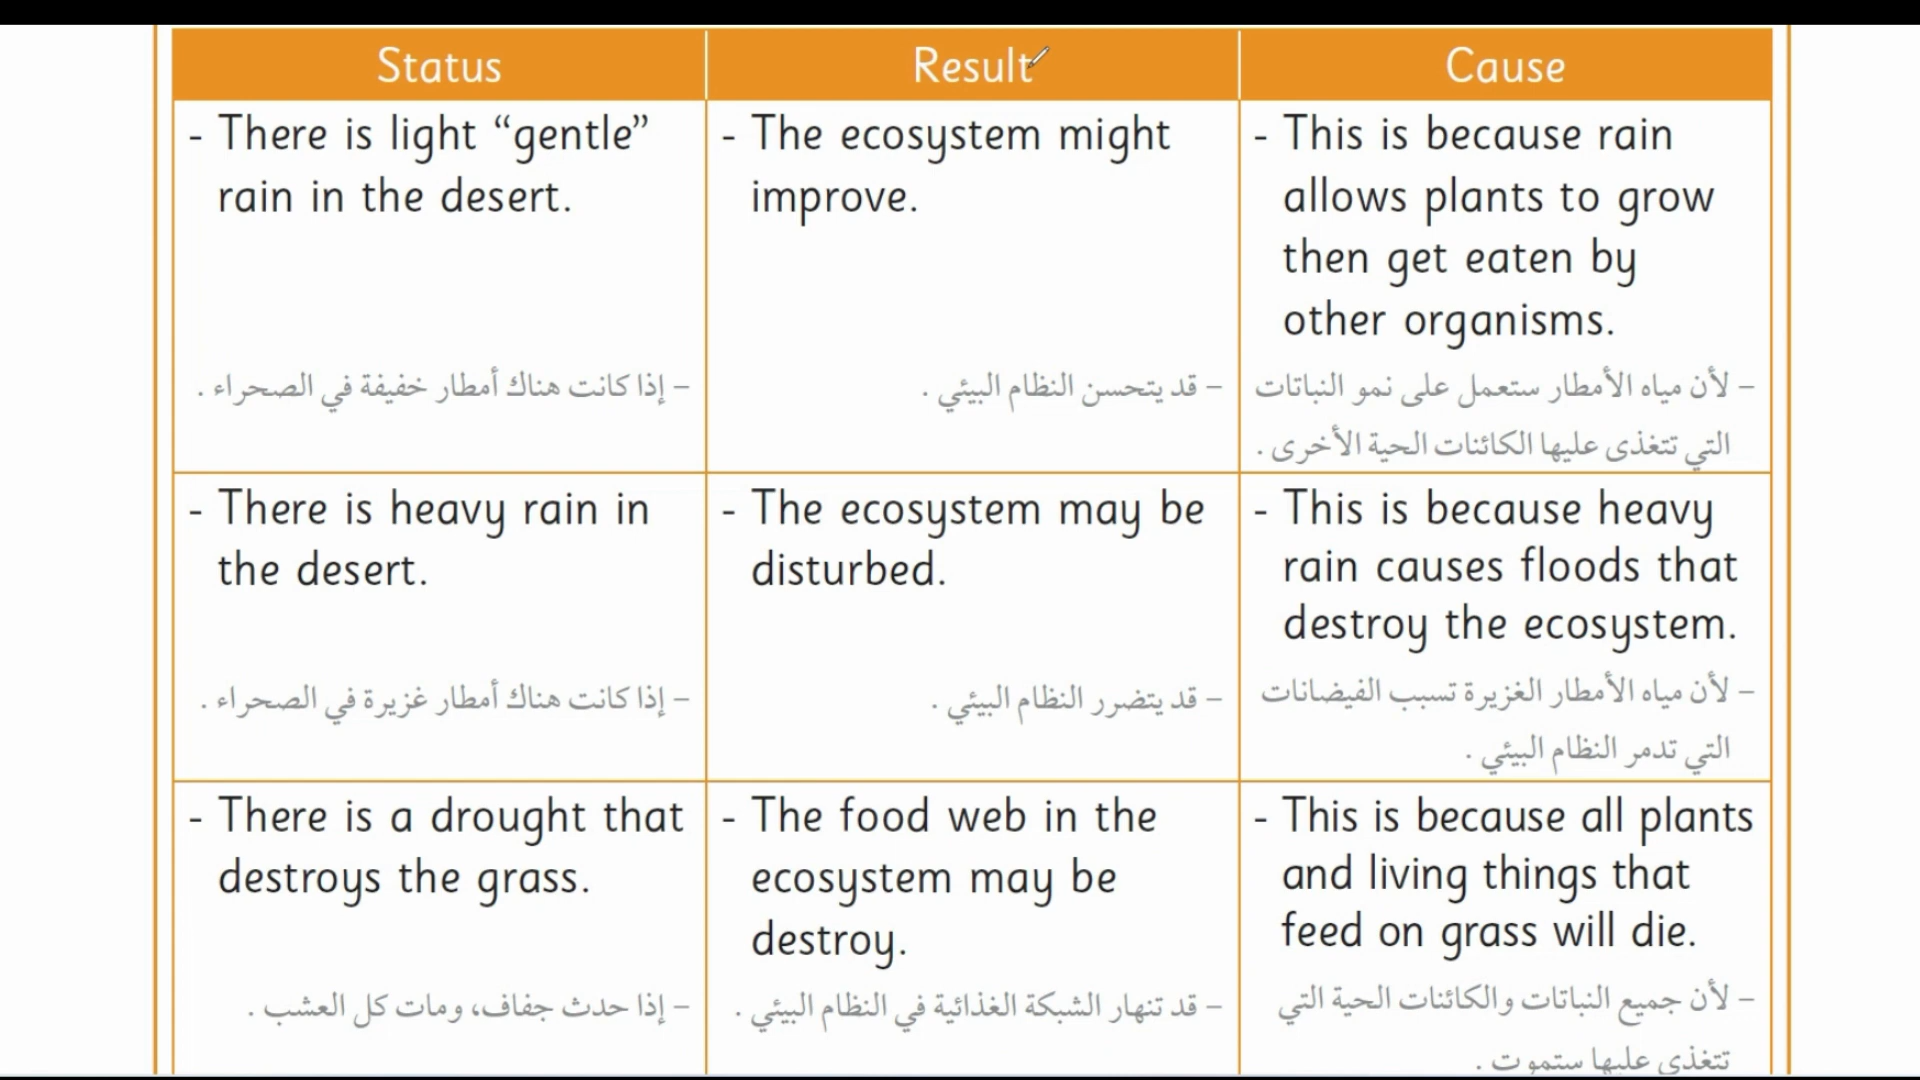 Status
Result
Cause
- There is light “gentle”
rain in the desert.
– إذا كانت هناك أمطار خفيفة في الصحراء .
- The ecosystem might
improve.
– قد يتحسن النظام البيئي .
- This is because rain
allows plants to grow
then get eaten by
other organisms.
– لأن مياه الأمطار ستعمل على نمو النباتات
التي تتغذى عليها الكائنات الحية الأخرى .
- There is heavy rain in
the desert.
– إذا كانت هناك أمطار غزيرة في الصحراء .
- The ecosystem may be
disturbed.
– قد يتضرر النظام البيئي .
- This is because heavy
rain causes floods that
destroy the ecosystem.
– لأن مياه الأمطار الغزيرة تسبب الفيضانات
التي تدمر النظام البيئي .
- There is a drought that
destroys the grass.
– إذا حدث جفاف، ومات كل العشب .
- The food web in the
ecosystem may be
destroy.
– قد تنهار الشبكة الغذائية في النظام البيئي .
- This is because all plants
and living things that
feed on grass will die.
– لأن جميع النباتات والكائنات الحية التي
تتغذى عليها ستموت .